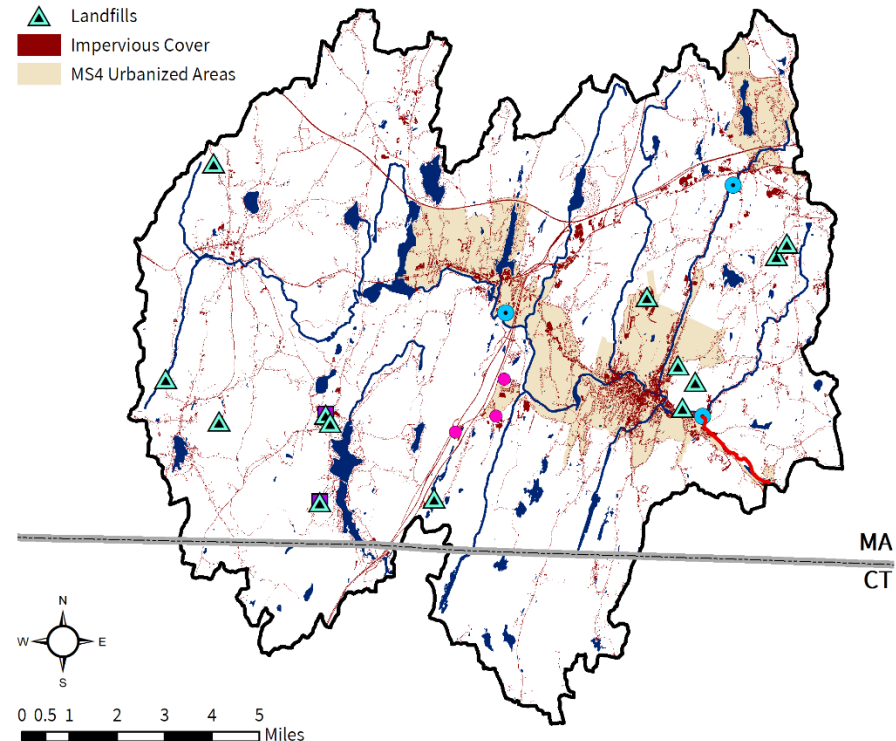 Landfills
Impervious Cover
MS4 Urbanized Areas
MA
CT
N
W E
S
0 0.5 1 2 3 4 5
Miles